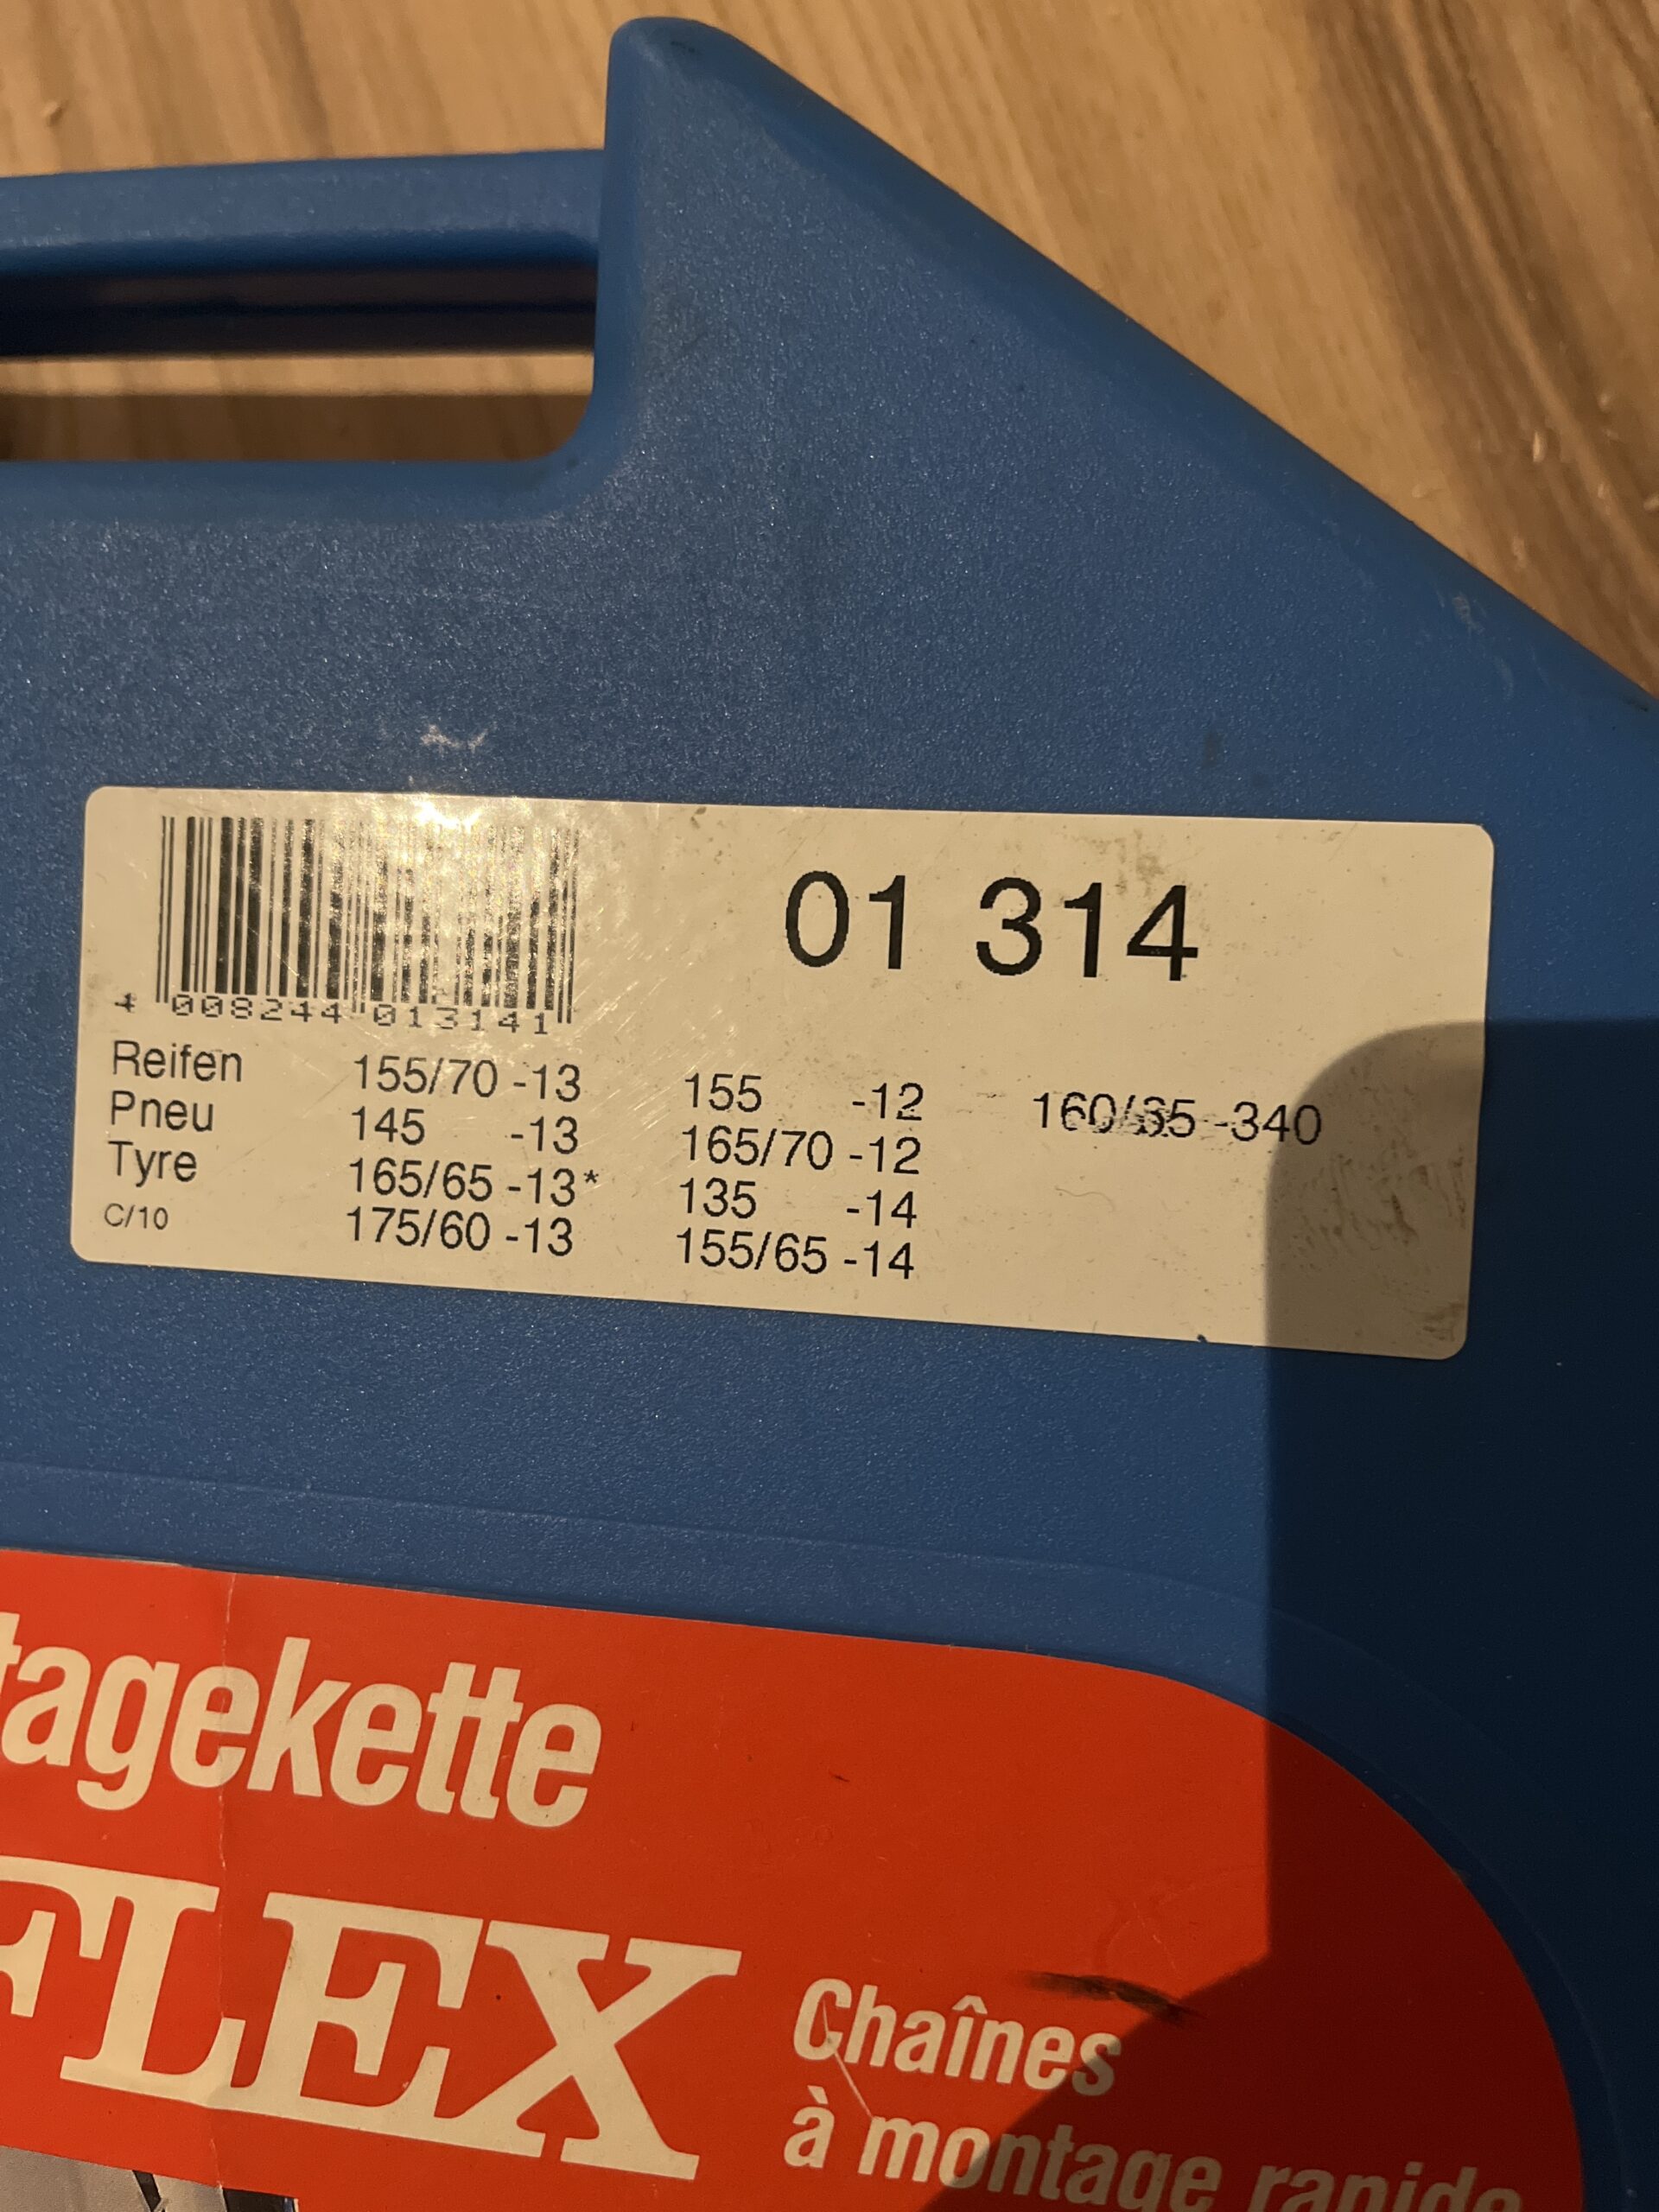 01 314
4 008244 013141
Reifen 155/70 -13 155 -12 160/65 -340
Pneu 145 -13 165/70 -12
Tyre 165/65 -13* 135 -14
C/10 175/60 -13 155/65 -14
tagekette
FLEX
Chaînes
à montage rapide